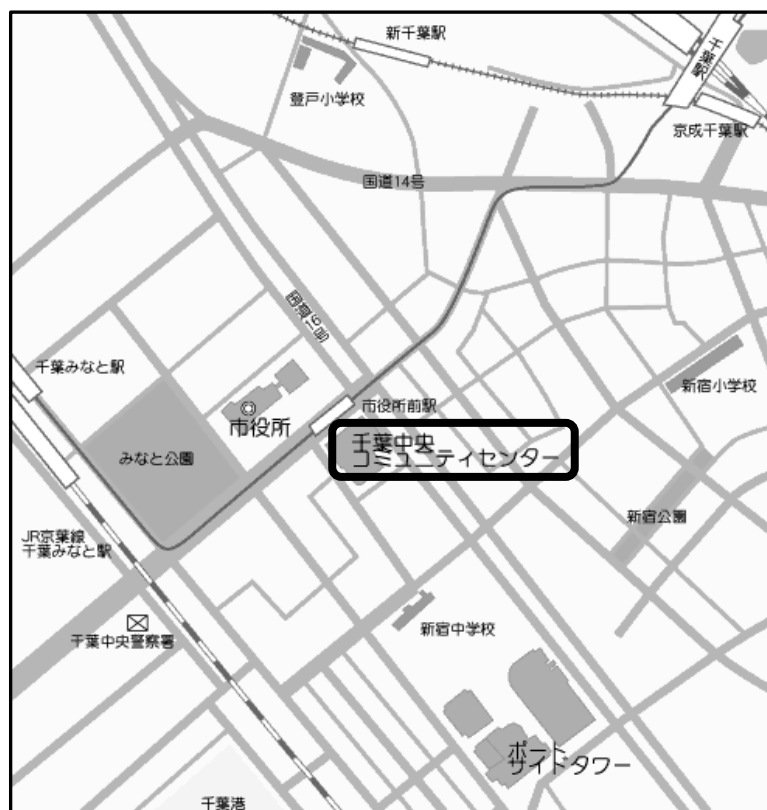 新千葉駅
千葉駅
登戸小学校
京成千葉駅
国道14号
国道16号
千葉みなと駅
新宿小学校
市役所前駅
市役所
千葉中央
コミュニティセンター
みなと公園
新宿公園
JR京葉線
千葉みなと駅
新宿中学校
千葉中央警察署
ポート
サイドタワー
千葉港